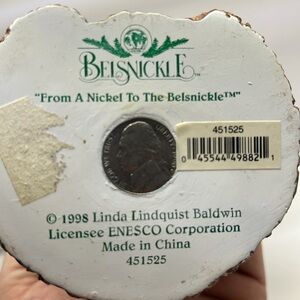 BELSNICKLE™
"From A Nickel To The Belsnickle™"
451525
0 45544 49882 1
© 1998 Linda Lindquist Baldwin
Licensee ENESCO Corporation
Made in China
451525